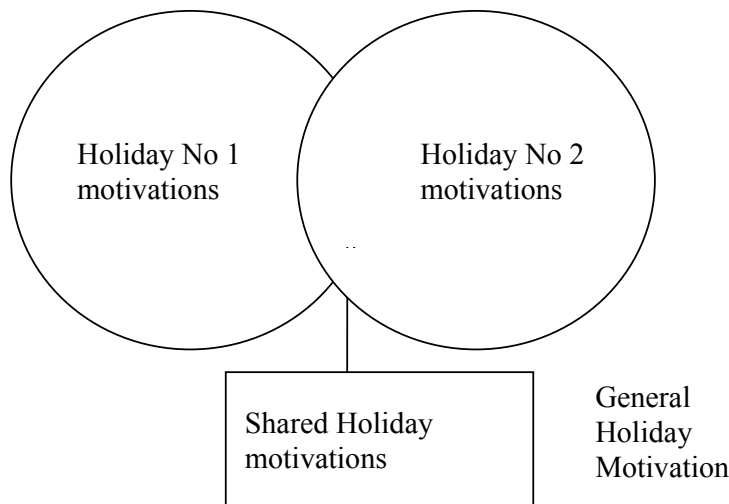 Holiday No 1
motivations
Holiday No 2
motivations
Shared Holiday
motivations
General
Holiday
Motivation